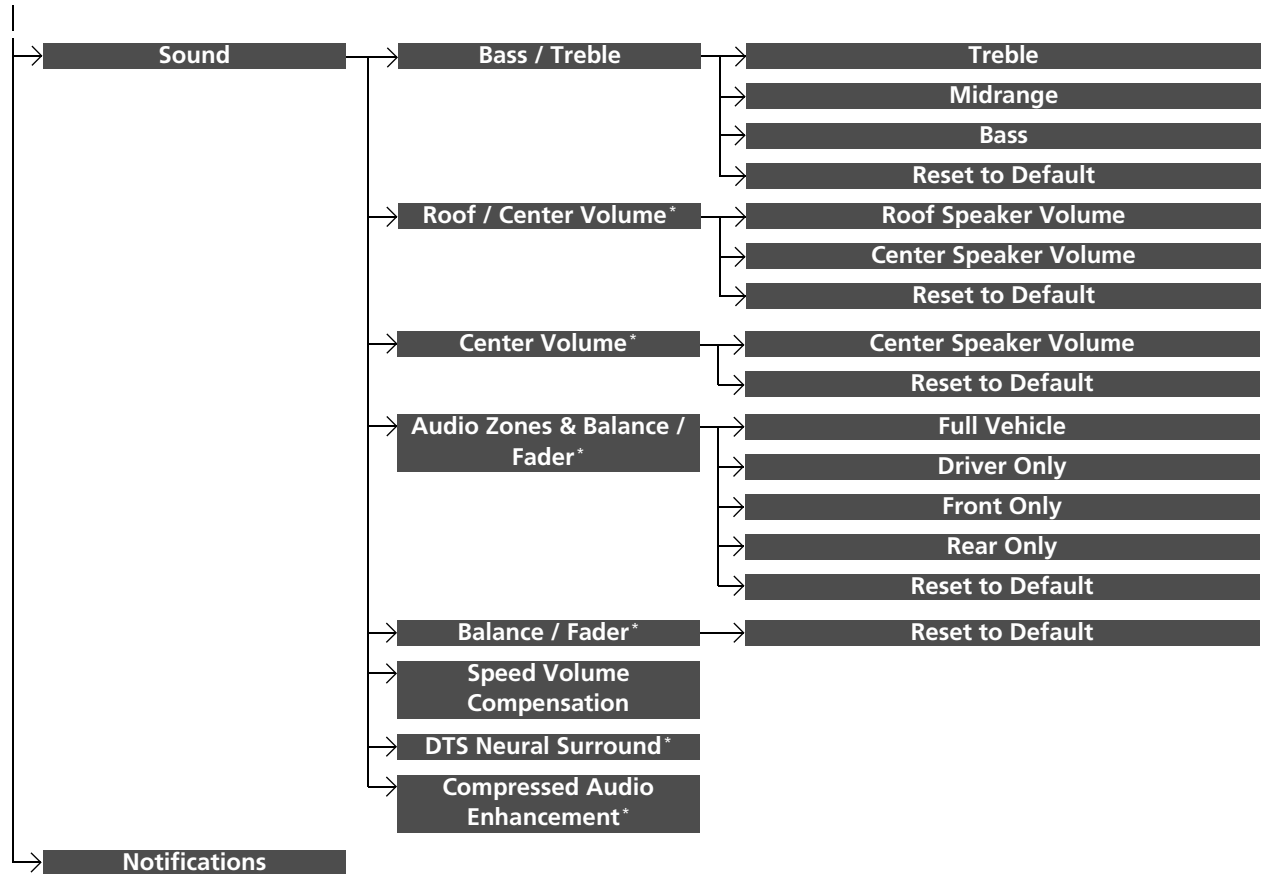 Sound
Bass / Treble
Treble
Midrange
Bass
Reset to Default
Roof / Center Volume*
Roof Speaker Volume
Center Speaker Volume
Reset to Default
Center Volume*
Center Speaker Volume
Reset to Default
Audio Zones & Balance /
Fader*
Full Vehicle
Driver Only
Front Only
Rear Only
Reset to Default
Balance / Fader*
Reset to Default
Speed Volume
Compensation
DTS Neural Surround*
Compressed Audio
Enhancement*
Notifications